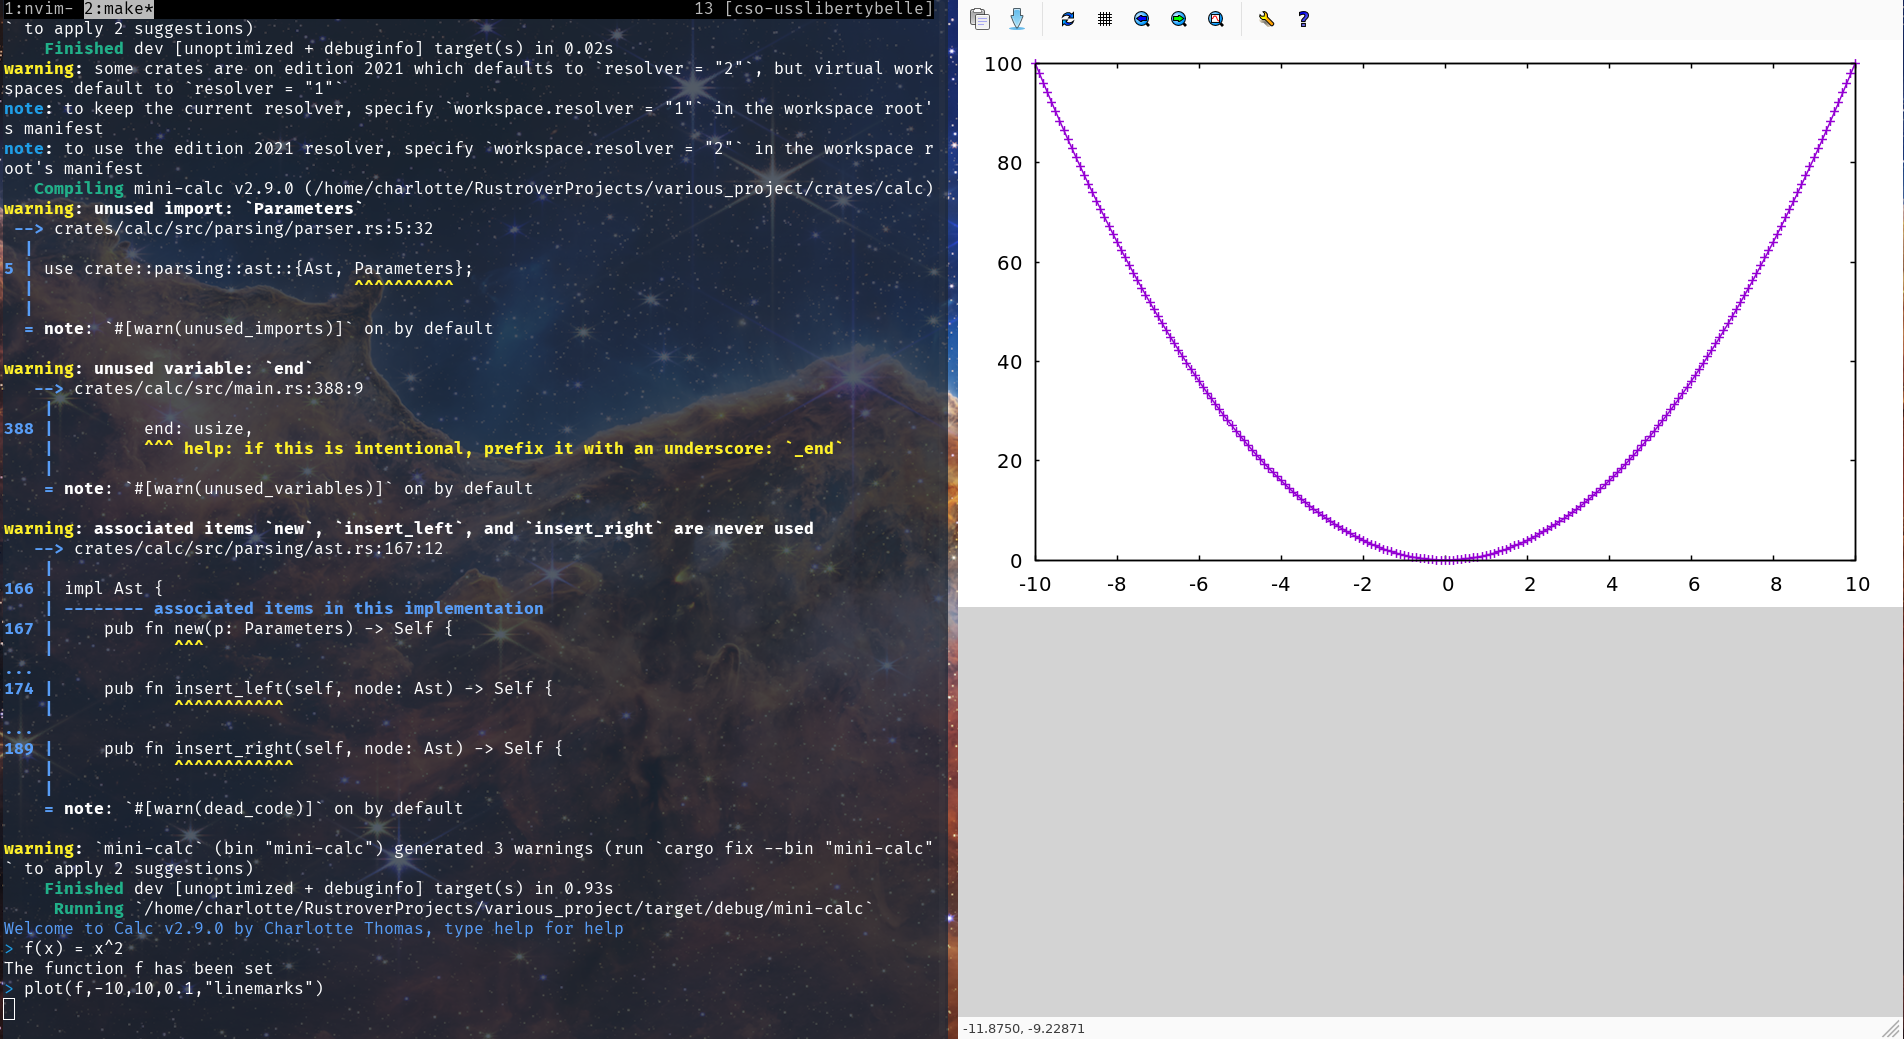 1:nvim- 2:make* 13 [cso-usslibertybelle]
` to apply 2 suggestions)
Finished dev [unoptimized + debuginfo] target(s) in 0.02s
warning: some crates are on edition 2021 which defaults to `resolver = "2"`, but virtual work
spaces default to `resolver = "1"`
note: to keep the current resolver, specify `workspace.resolver = "1"` in the workspace root'
s manifest
note: to use the edition 2021 resolver, specify `workspace.resolver = "2"` in the workspace r
oot's manifest
Compiling mini-calc v2.9.0 (/home/charlotte/RustroverProjects/various_project/crates/calc)
warning: unused import: `Parameters`
--> crates/calc/src/parsing/parser.rs:5:32
|
5 | use crate::parsing::ast::{Ast, Parameters};
| ^^^^^^^^^^
|
= note: `#[warn(unused_imports)]` on by default
warning: unused variable: `end`
--> crates/calc/src/main.rs:388:9
|
388 | end: usize,
| ^^^ help: if this is intentional, prefix it with an underscore: `_end`
|
= note: `#[warn(unused_variables)]` on by default
warning: associated items `new`, `insert_left`, and `insert_right` are never used
--> crates/calc/src/parsing/ast.rs:167:12
|
166 | impl Ast {
| -------- associated items in this implementation
167 | pub fn new(p: Parameters) -> Self {
| ^^^
...
174 | pub fn insert_left(self, node: Ast) -> Self {
| ^^^^^^^^^^^
...
189 | pub fn insert_right(self, node: Ast) -> Self {
| ^^^^^^^^^^^^
|
= note: `#[warn(dead_code)]` on by default
warning: `mini-calc` (bin "mini-calc") generated 3 warnings (run `cargo fix --bin "mini-calc"
` to apply 2 suggestions)
Finished dev [unoptimized + debuginfo] target(s) in 0.93s
Running `/home/charlotte/RustroverProjects/various_project/target/debug/mini-calc`
Welcome to Calc v2.9.0 by Charlotte Thomas, type help for help
> f(x) = x^2
The function f has been set
> plot(f,-10,10,0.1,"linemarks")
100
80
60
40
20
0
-10 -8 -6 -4 -2 0 2 4 6 8 10
-11.8750, -9.22871